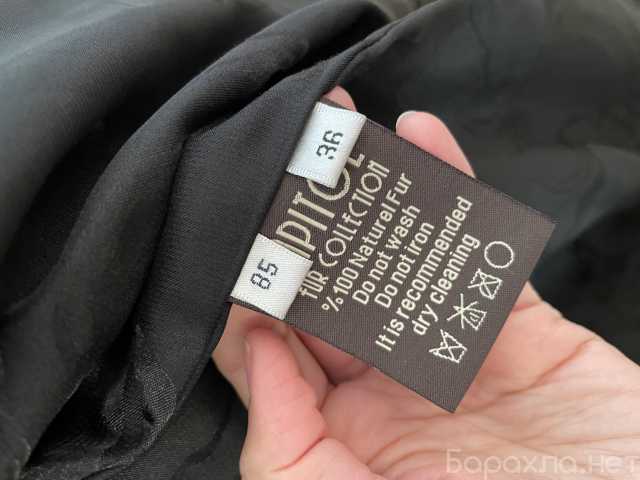 36
85
FUR COLLECTION
%100 Naturel Fur
Do not wash
Do not iron
It is recommended
dry cleaning
Барахла.нет